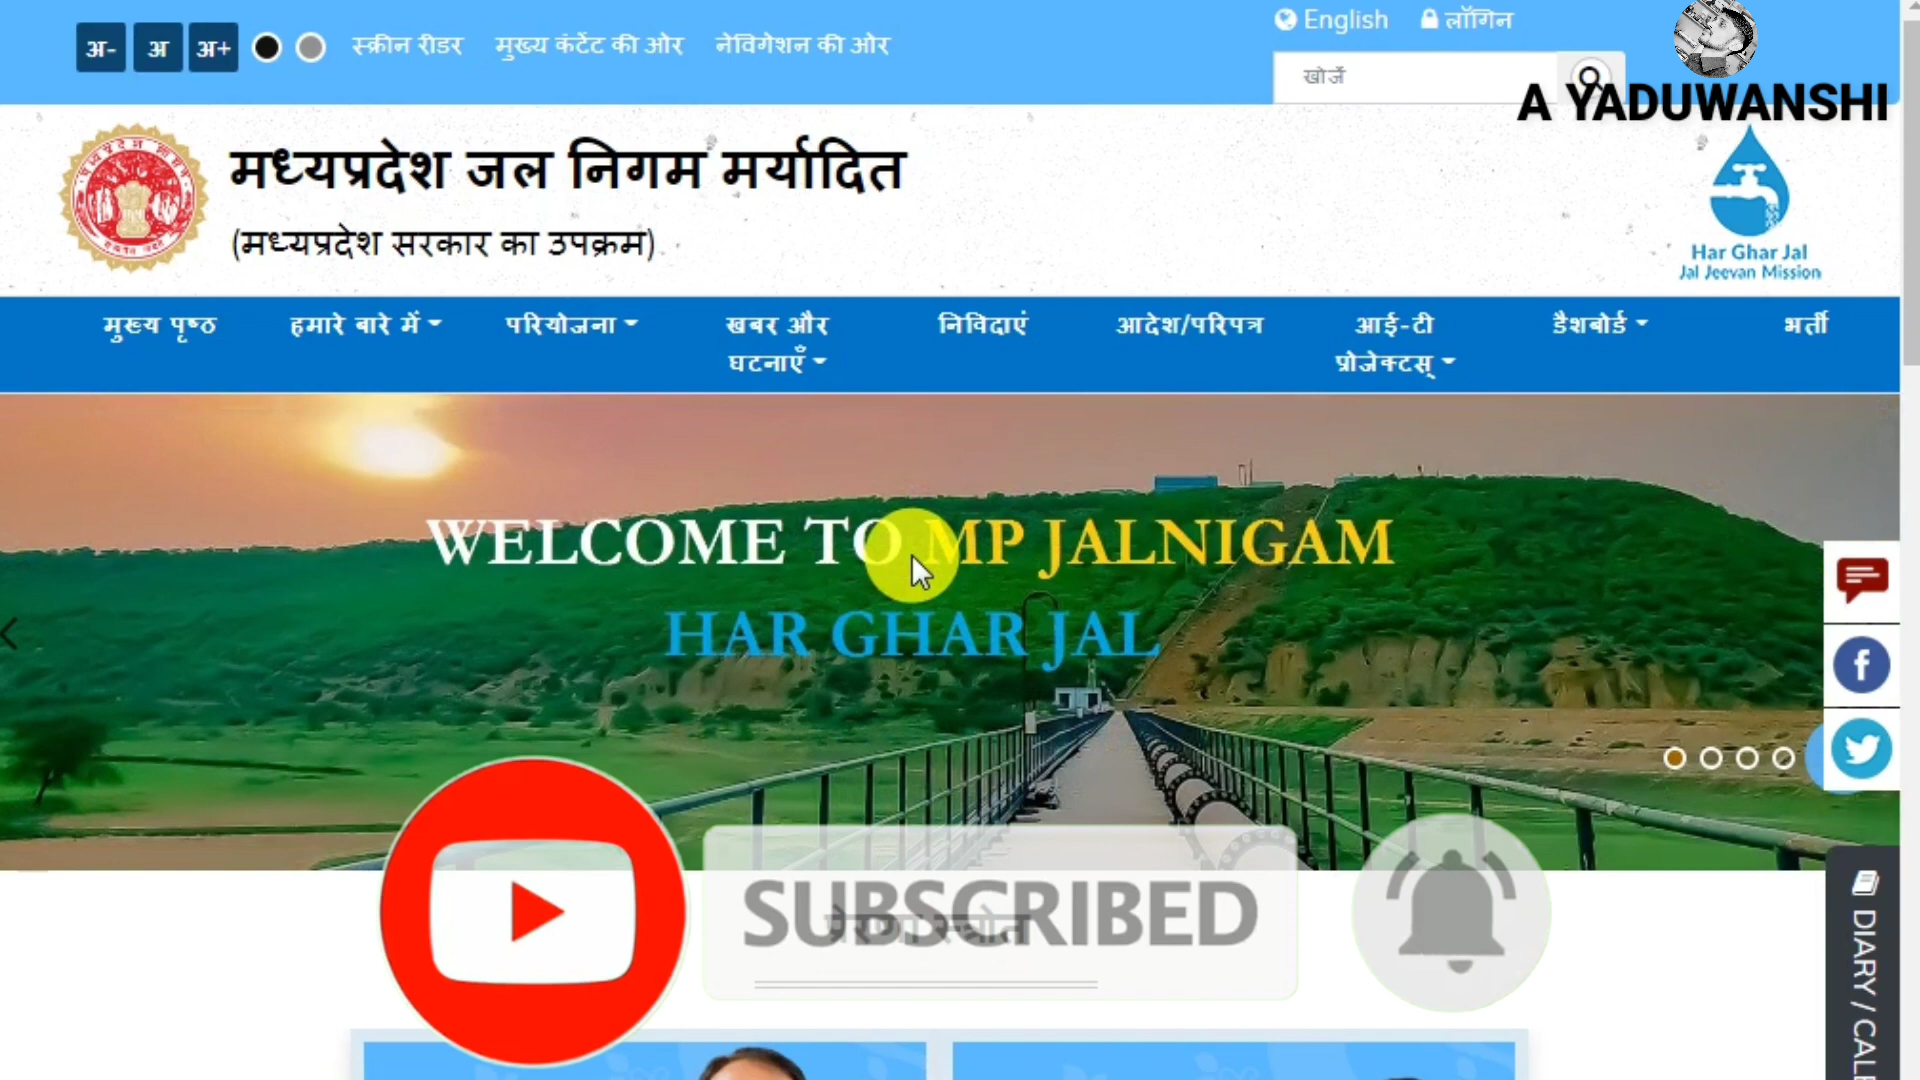 अ-
अ
अ+
स्क्रीन रीडर
मुख्य कंटेंट की ओर
नेविगेशन की ओर
English
लॉगिन
खोजें
A YADUWANSHI
मध्यप्रदेश जल निगम मर्यादित
(मध्यप्रदेश सरकार का उपक्रम)
Har Ghar Jal
Jal Jeevan Mission
मुख्य पृष्ठ
हमारे बारे में
परियोजना
खबर और
घटनाएँ
निविदाएं
आदेश/परिपत्र
आई-टी
प्रोजेक्टस्
डैशबोर्ड
भर्ती
WELCOME TO MP JALNIGAM
HAR GHAR JAL
SUBSCRIBED
DIARY / CAL